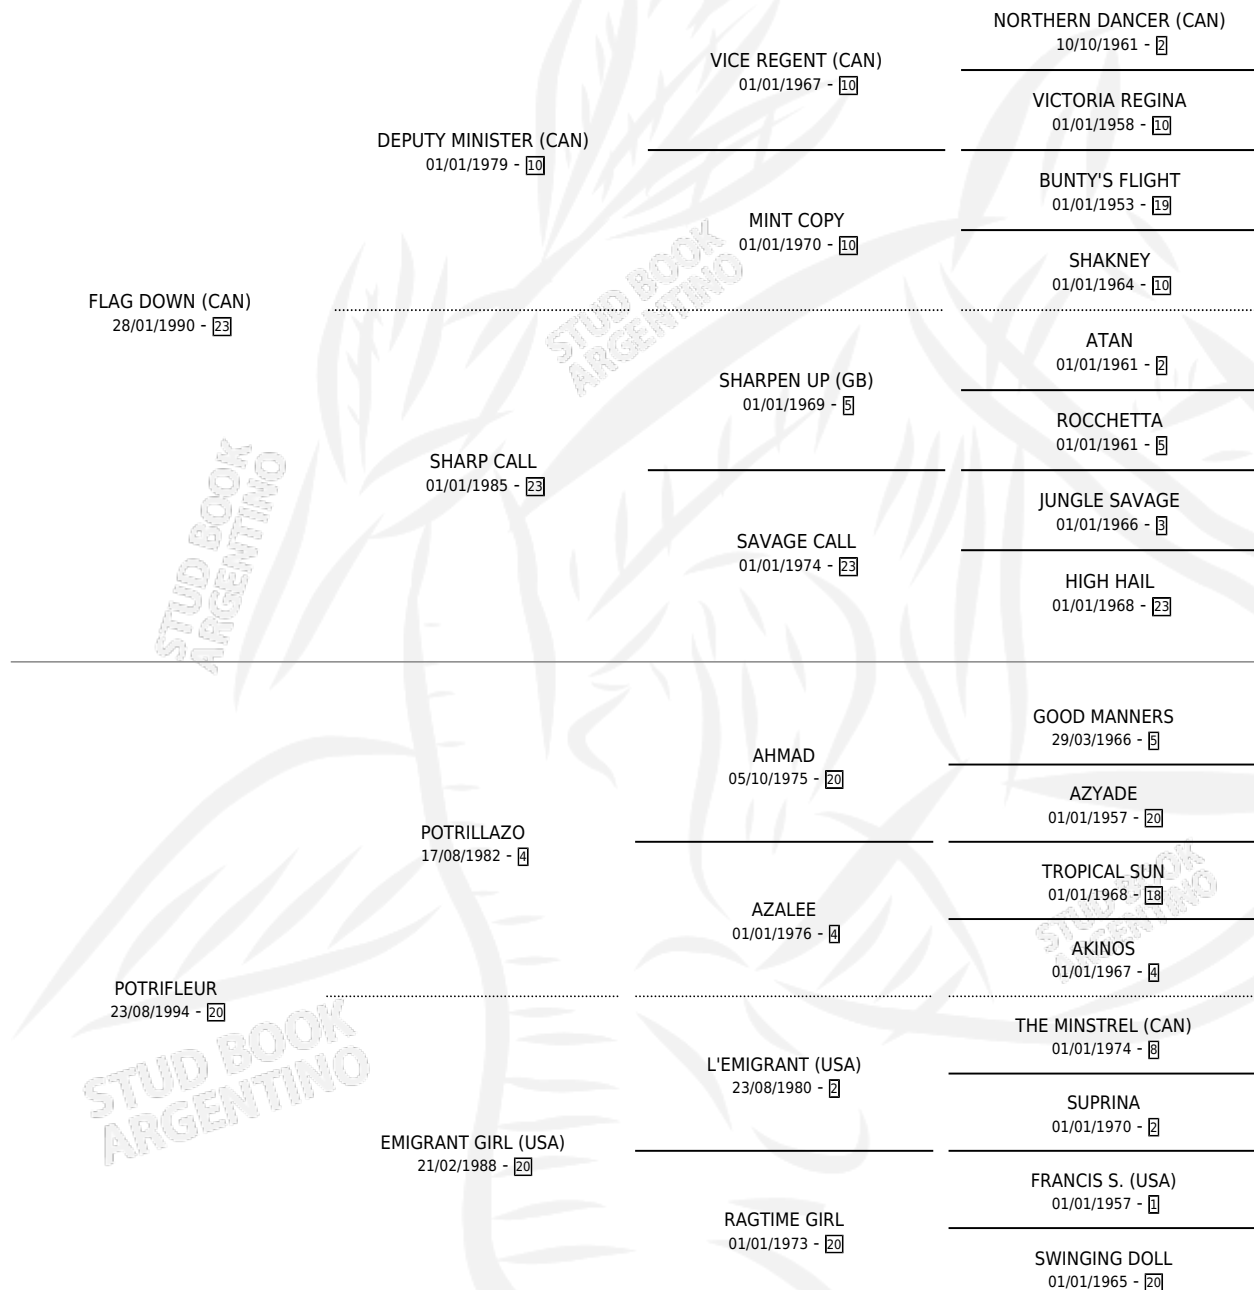 NORTHERN DANCER (CAN)
10/10/1961 - 2
VICE REGENT (CAN)
01/01/1967 - 10
VICTORIA REGINA
01/01/1958 - 10
DEPUTY MINISTER (CAN)
01/01/1979 - 10
BUNTY'S FLIGHT
01/01/1953 - 19
MINT COPY
01/01/1970 - 10
SHAKNEY
01/01/1964 - 10
FLAG DOWN (CAN)
28/01/1990 - 23
STUD BOOK
ARGENTINO
ATAN
01/01/1961 - 2
SHARPEN UP (GB)
01/01/1969 - 5
ROCCHETTA
01/01/1961 - 5
SHARP CALL
01/01/1985 - 23
JUNGLE SAVAGE
01/01/1966 - 3
SAVAGE CALL
01/01/1974 - 23
HIGH HAIL
01/01/1968 - 23
STUD BOOK
ARGENTINO
GOOD MANNERS
29/03/1966 - 5
AHMAD
05/10/1975 - 20
AZYADE
01/01/1957 - 20
POTRILLAZO
17/08/1982 - 4
TROPICAL SUN
01/01/1968 - 18
AZALEE
01/01/1976 - 4
STUD BOOK
ARGENTINO
AKINOS
01/01/1967 - 4
POTRIFLEUR
23/08/1994 - 20
THE MINSTREL (CAN)
01/01/1974 - 8
L'EMIGRANT (USA)
23/08/1980 - 2
SUPRINA
01/01/1970 - 2
STUD BOOK
ARGENTINO
EMIGRANT GIRL (USA)
21/02/1988 - 20
FRANCIS S. (USA)
01/01/1957 - 1
RAGTIME GIRL
01/01/1973 - 20
SWINGING DOLL
01/01/1965 - 20